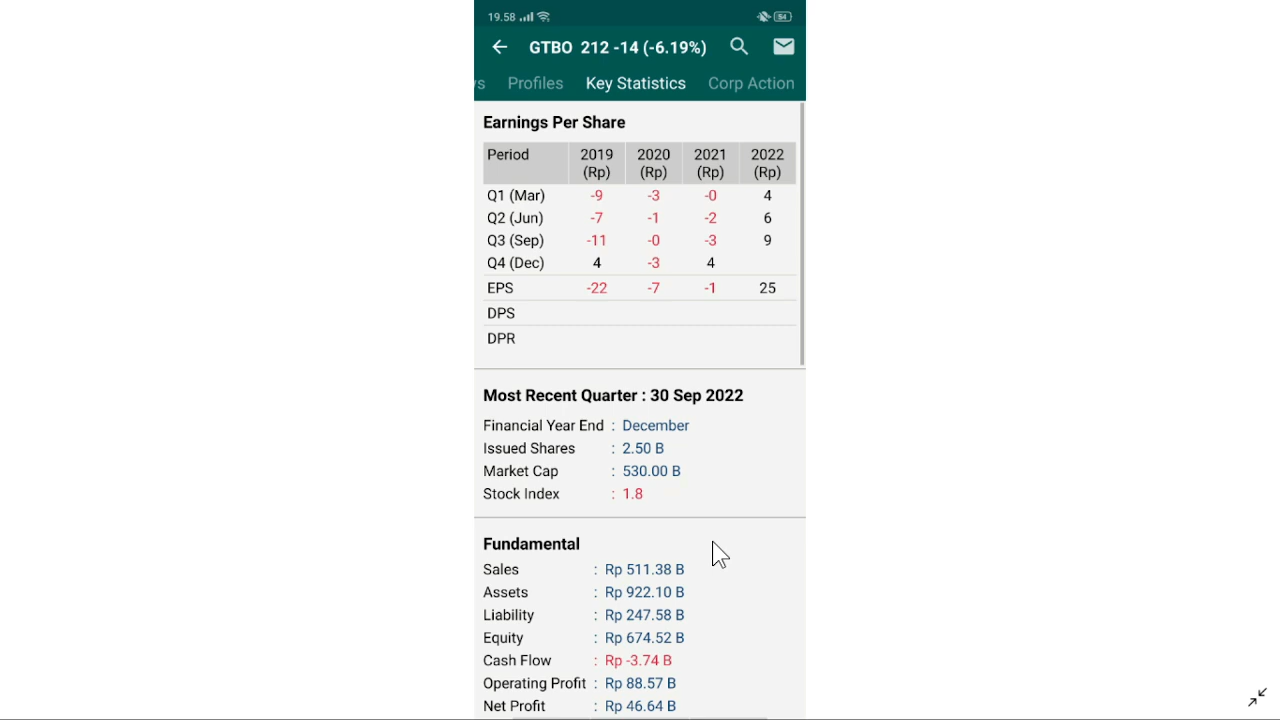 19.58 54
GTBO 212 -14 (-6.19%)
s Profiles Key Statistics Corp Action
Earnings Per Share
Period 2019 (Rp) 2020 (Rp) 2021 (Rp) 2022 (Rp)
Q1 (Mar) -9 -3 -0 4
Q2 (Jun) -7 -1 -2 6
Q3 (Sep) -11 -0 -3 9
Q4 (Dec) 4 -3 4
EPS -22 -7 -1 25
DPS
DPR
Most Recent Quarter : 30 Sep 2022
Financial Year End : December
Issued Shares : 2.50 B
Market Cap : 530.00 B
Stock Index : 1.8
Fundamental
Sales : Rp 511.38 B
Assets : Rp 922.10 B
Liability : Rp 247.58 B
Equity : Rp 674.52 B
Cash Flow : Rp -3.74 B
Operating Profit : Rp 88.57 B
Net Profit : Rp 46.64 B